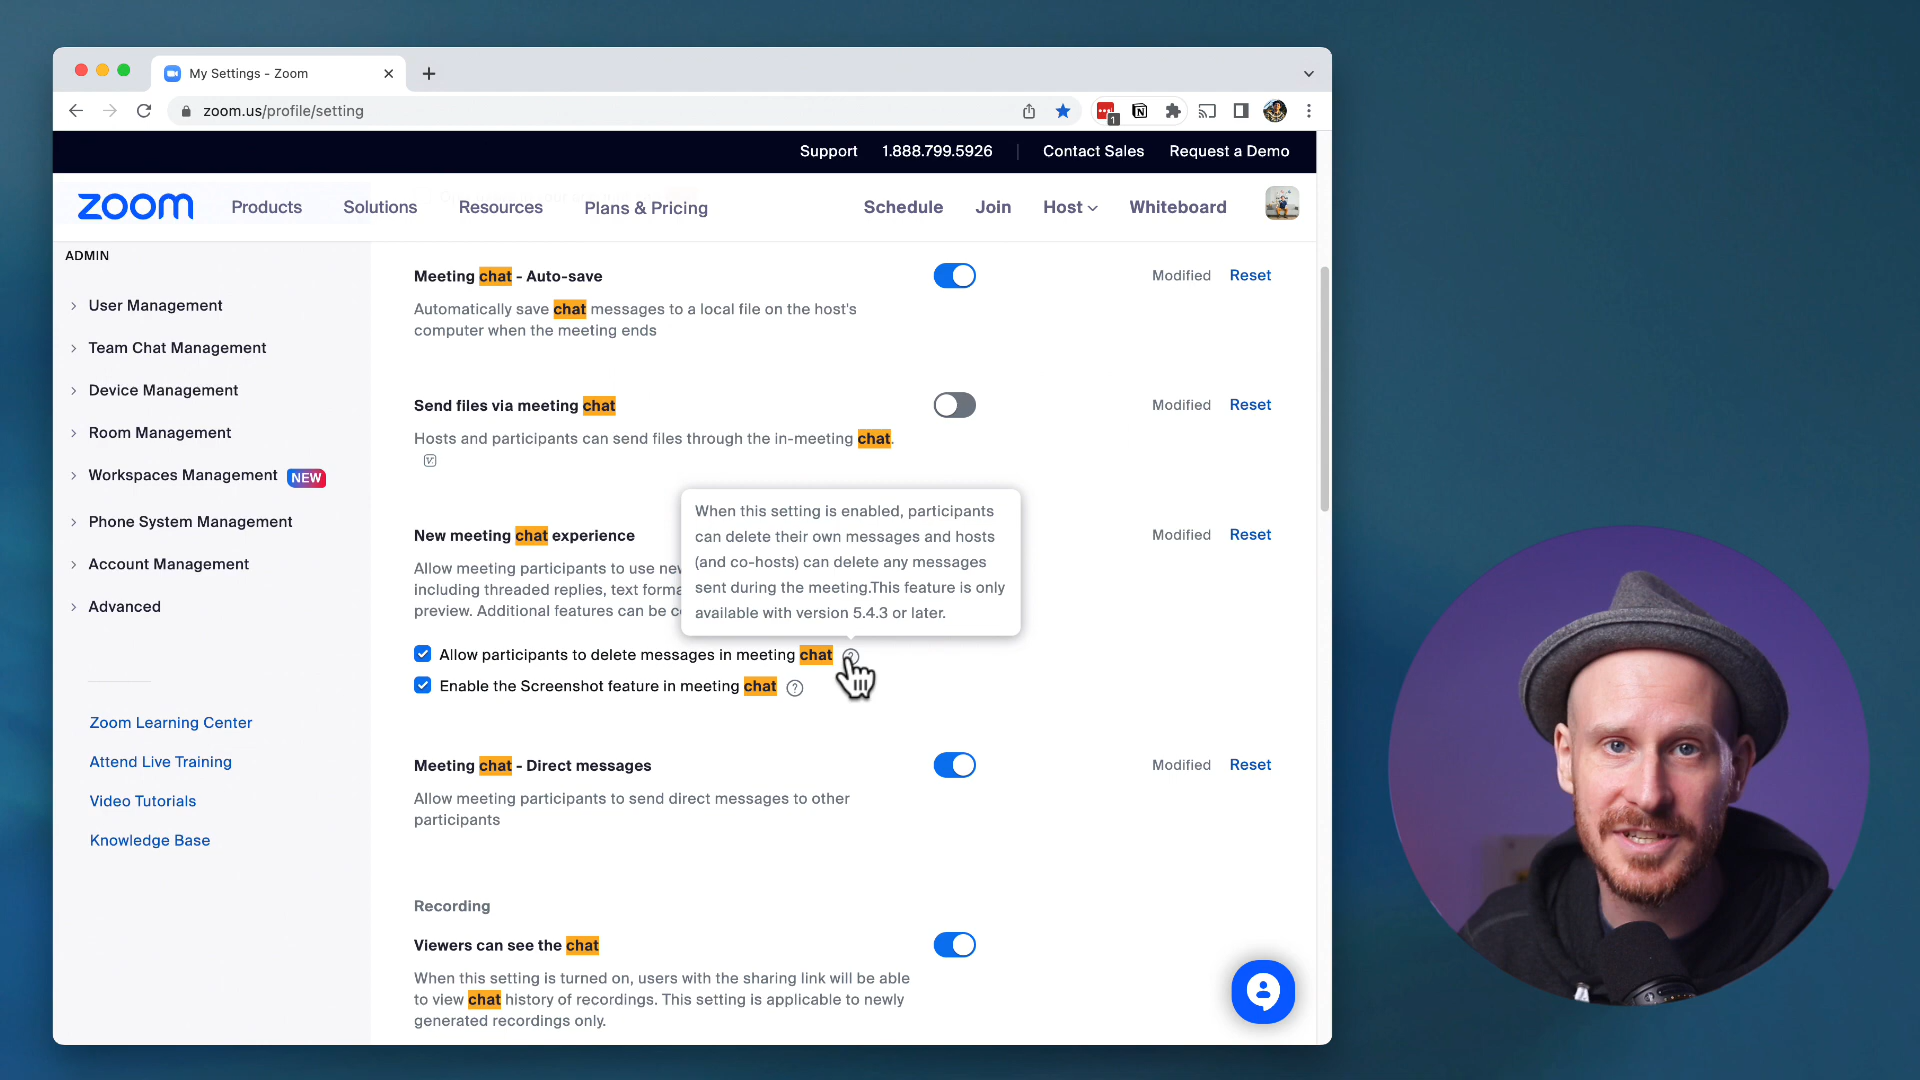 My Settings - Zoom
zoom.us/profile/setting
1
Support 1.888.799.5926 Contact Sales Request a Demo
zoom Products Solutions Resources Plans & Pricing Schedule Join Host Whiteboard
ADMIN
User Management
Team Chat Management
Device Management
Room Management
Workspaces Management NEW
Phone System Management
Account Management
Advanced
Zoom Learning Center
Attend Live Training
Video Tutorials
Knowledge Base
Meeting chat - Auto-save Modified Reset
Automatically save chat messages to a local file on the host's
computer when the meeting ends
Send files via meeting chat Modified Reset
Hosts and participants can send files through the in-meeting chat.
New meeting chat experience Modified Reset
Allow meeting participants to use new
including threaded replies, text forma
preview. Additional features can be c
When this setting is enabled, participants
can delete their own messages and hosts
(and co-hosts) can delete any messages
sent during the meeting.This feature is only
available with version 5.4.3 or later.
Allow participants to delete messages in meeting chat
Enable the Screenshot feature in meeting chat ?
Meeting chat - Direct messages Modified Reset
Allow meeting participants to send direct messages to other
participants
Recording
Viewers can see the chat
When this setting is turned on, users with the sharing link will be able
to view chat history of recordings. This setting is applicable to newly
generated recordings only.